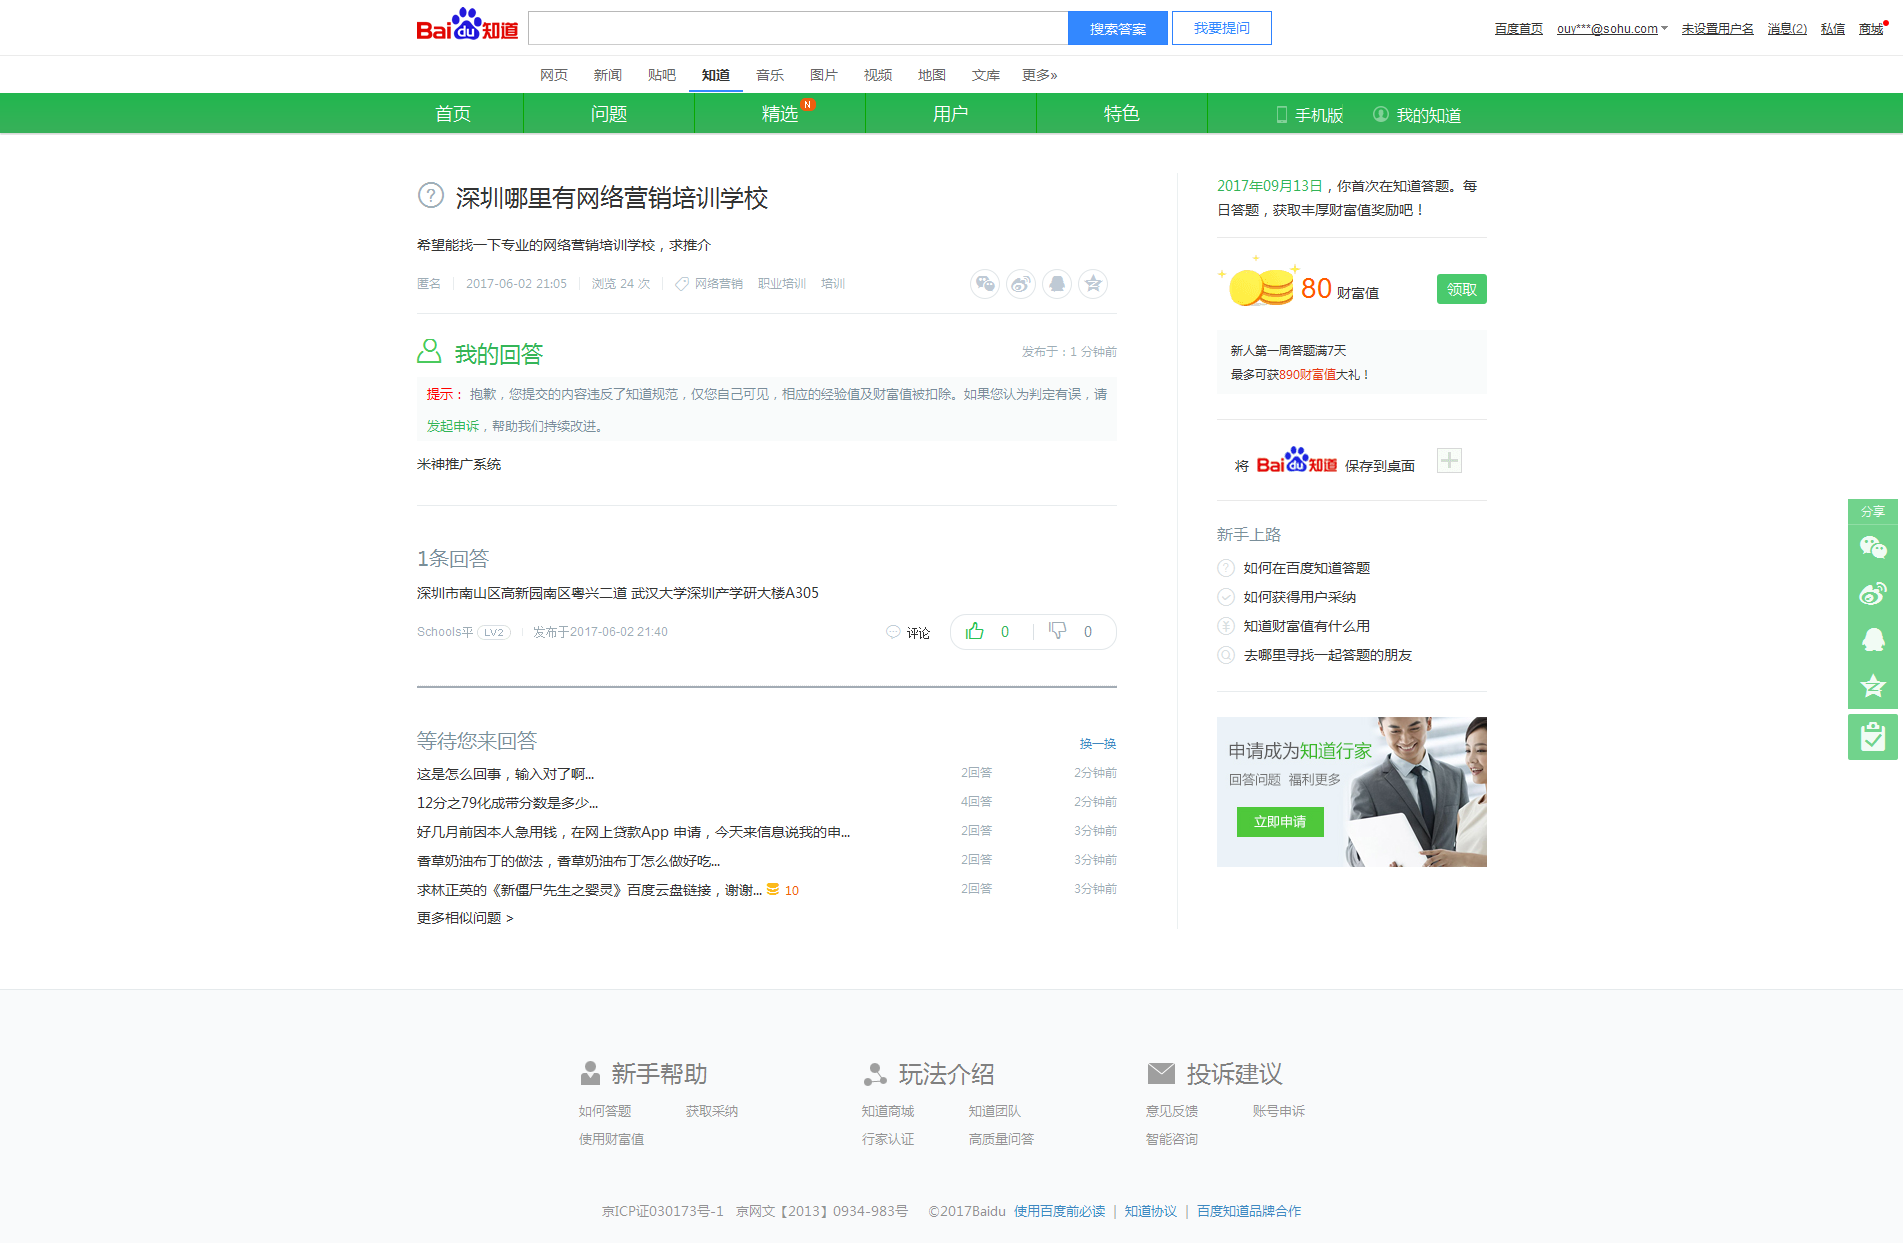 Baidu知道
搜索答案
我要提问
百度首页 ouy***@sohu.com 未设置用户名 消息(2) 私信 商城
网页 新闻 贴吧 知道 音乐 图片 视频 地图 文库 更多»
首页 问题 精选 N 用户 特色 手机版 我的知道
深圳哪里有网络营销培训学校
希望能找一下专业的网络营销培训学校，求推介
匿名 2017-06-02 21:05 浏览 24 次 网络营销 职业培训 培训
我的回答 发布于：1 分钟前
提示： 抱歉，您提交的内容违反了知道规范，仅您自己可见，相应的经验值及财富值被扣除。如果您认为判定有误，请
发起申诉，帮助我们持续改进。
米神推广系统
1条回答
深圳市南山区高新园南区粤兴二道 武汉大学深圳产学研大楼A305
Schools平 LV2 发布于2017-06-02 21:40 评论 0 0
等待您来回答 换一换
这是怎么回事，输入对了啊... 2回答 2分钟前
12分之79化成带分数是多少... 4回答 2分钟前
好几月前因本人急用钱，在网上贷款App 申请，今天来信息说我的申... 2回答 3分钟前
香草奶油布丁的做法，香草奶油布丁怎么做好吃... 2回答 3分钟前
求林正英的《新僵尸先生之婴灵》百度云盘链接，谢谢... 10 2回答 3分钟前
更多相似问题 >
2017年09月13日，你首次在知道答题。每
日答题，获取丰厚财富值奖励吧！
80 财富值 领取
新人第一周答题满7天
最多可获890财富值大礼！
将 Baidu知道 保存到桌面
新手上路
如何在百度知道答题
如何获得用户采纳
知道财富值有什么用
去哪里寻找一起答题的朋友
申请成为知道行家
回答问题 福利更多
立即申请
分享
新手帮助
如何答题 获取采纳
使用财富值
玩法介绍
知道商城 知道团队
行家认证 高质量问答
投诉建议
意见反馈 账号申诉
智能咨询
京ICP证030173号-1 京网文【2013】0934-983号 ©2017Baidu 使用百度前必读 | 知道协议 | 百度知道品牌合作